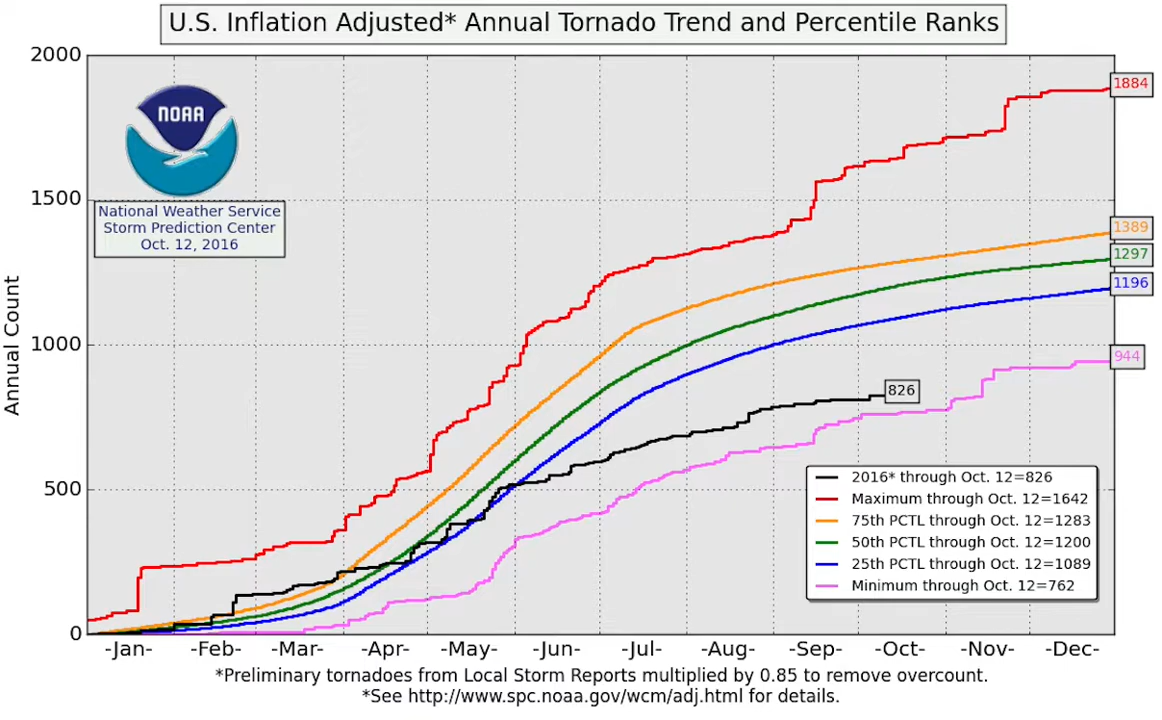 U.S. Inflation Adjusted* Annual Tornado Trend and Percentile Ranks
2000
1500
1000
500
0
Annual Count
NOAA
National Weather Service
Storm Prediction Center
Oct. 12, 2016
1884
1389
1297
1196
944
826
2016* through Oct. 12=826
Maximum through Oct. 12=1642
75th PCTL through Oct. 12=1283
50th PCTL through Oct. 12=1200
25th PCTL through Oct. 12=1089
Minimum through Oct. 12=762
-Jan- -Feb- -Mar- -Apr- -May- -Jun- -Jul- -Aug- -Sep- -Oct- -Nov- -Dec-
*Preliminary tornadoes from Local Storm Reports multiplied by 0.85 to remove overcount.
*See http://www.spc.noaa.gov/wcm/adj.html for details.